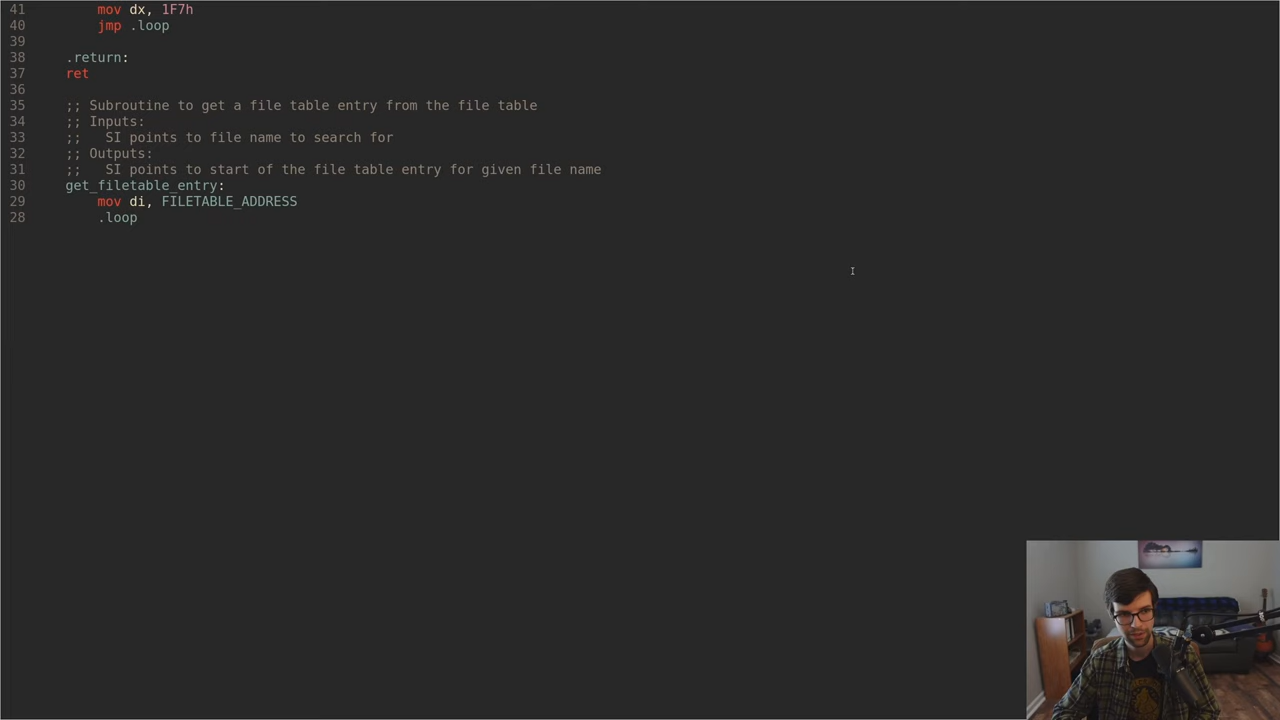 41 mov dx, 1F7h
40 jmp .loop
39
38 .return:
37 ret
36
35 ;; Subroutine to get a file table entry from the file table
34 ;; Inputs:
33 ;;   SI points to file name to search for
32 ;; Outputs:
31 ;;   SI points to start of the file table entry for given file name
30 get_filetable_entry:
29 mov di, FILETABLE_ADDRESS
28 .loop